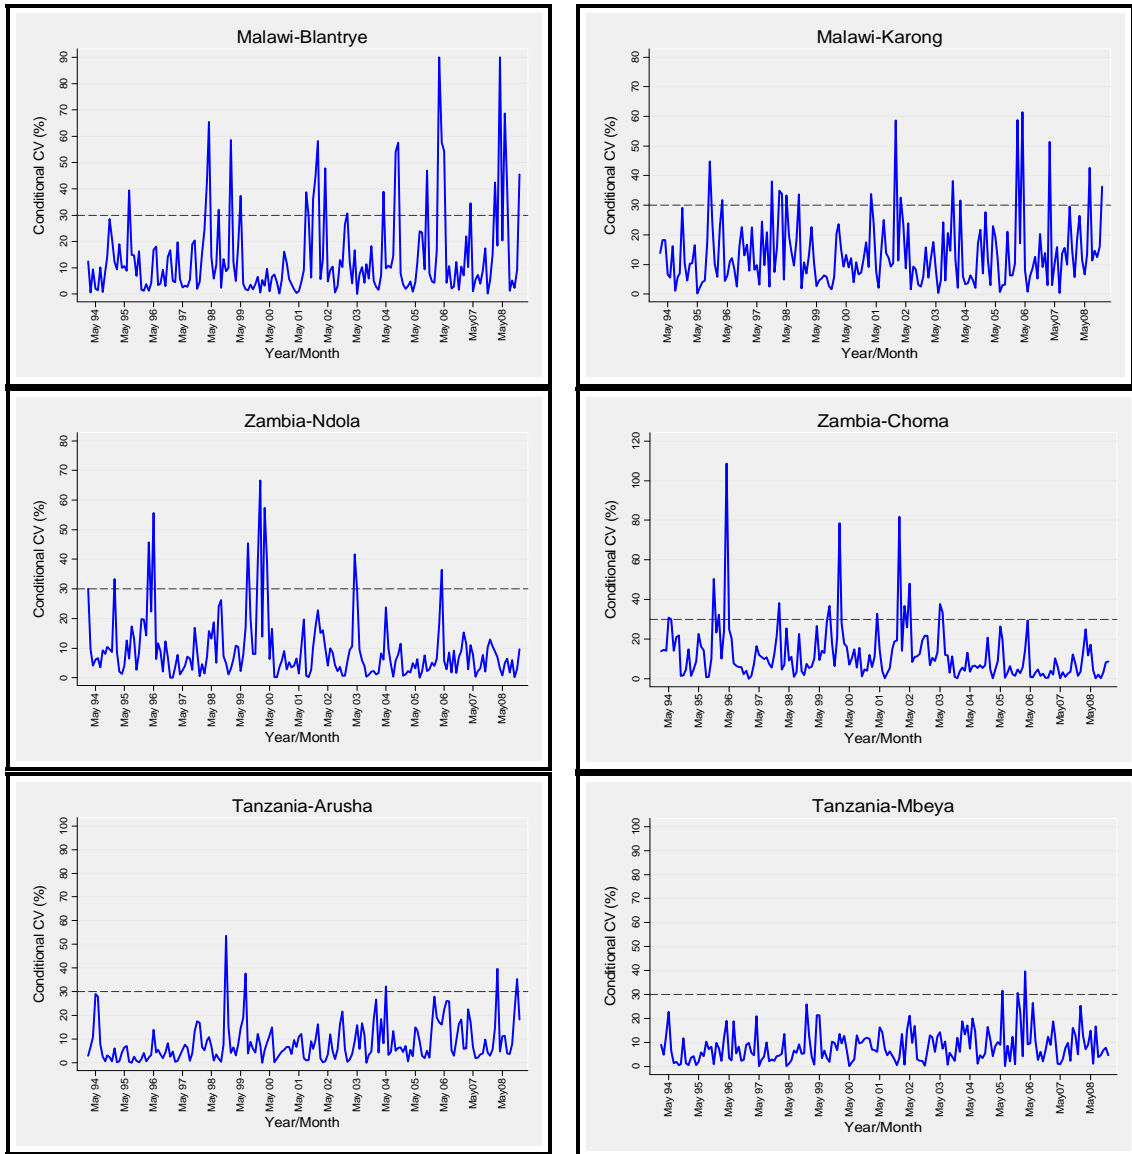 Malawi-Blantrye
Conditional CV (%)
90
80
70
60
50
40
30
20
10
0
May 94
May 95
May 96
May 97
May 98
May 99
May 00
May 01
May 02
May 03
May 04
May 05
May 06
May07
May08
Year/Month
Malawi-Karong
Conditional CV (%)
80
70
60
50
40
30
20
10
0
May 94
May 95
May 96
May 97
May 98
May 99
May 00
May 01
May 02
May 03
May 04
May 05
May 06
May07
May08
Year/Month
Zambia-Ndola
Conditional CV (%)
80
70
60
50
40
30
20
10
0
May 94
May 95
May 96
May 97
May 98
May 99
May 00
May 01
May 02
May 03
May 04
May 05
May 06
May07
May08
Year/Month
Zambia-Choma
Conditional CV (%)
120
100
80
60
40
20
0
May 94
May 95
May 96
May 97
May 98
May 99
May 00
May 01
May 02
May 03
May 04
May 05
May 06
May07
May08
Year/Month
Tanzania-Arusha
Conditional CV (%)
100
90
80
70
60
50
40
30
20
10
0
May 94
May 95
May 96
May 97
May 98
May 99
May 00
May 01
May 02
May 03
May 04
May 05
May 06
May07
May08
Year/Month
Tanzania-Mbeya
Conditional CV (%)
100
90
80
70
60
50
40
30
20
10
0
May 94
May 95
May 96
May 97
May 98
May 99
May 00
May 01
May 02
May 03
May 04
May 05
May 06
May07
May08
Year/Month